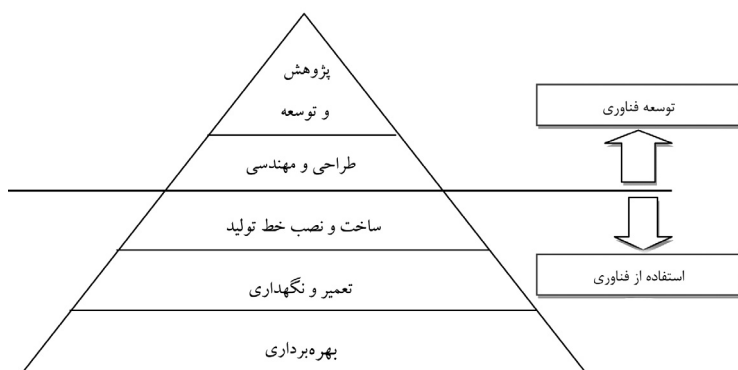 پژوهش
و توسعه
توسعه فناوری
طراحی و مهندسی
ساخت و نصب خط تولید
استفاده از فناوری
تعمیر و نگهداری
بهره‌برداری